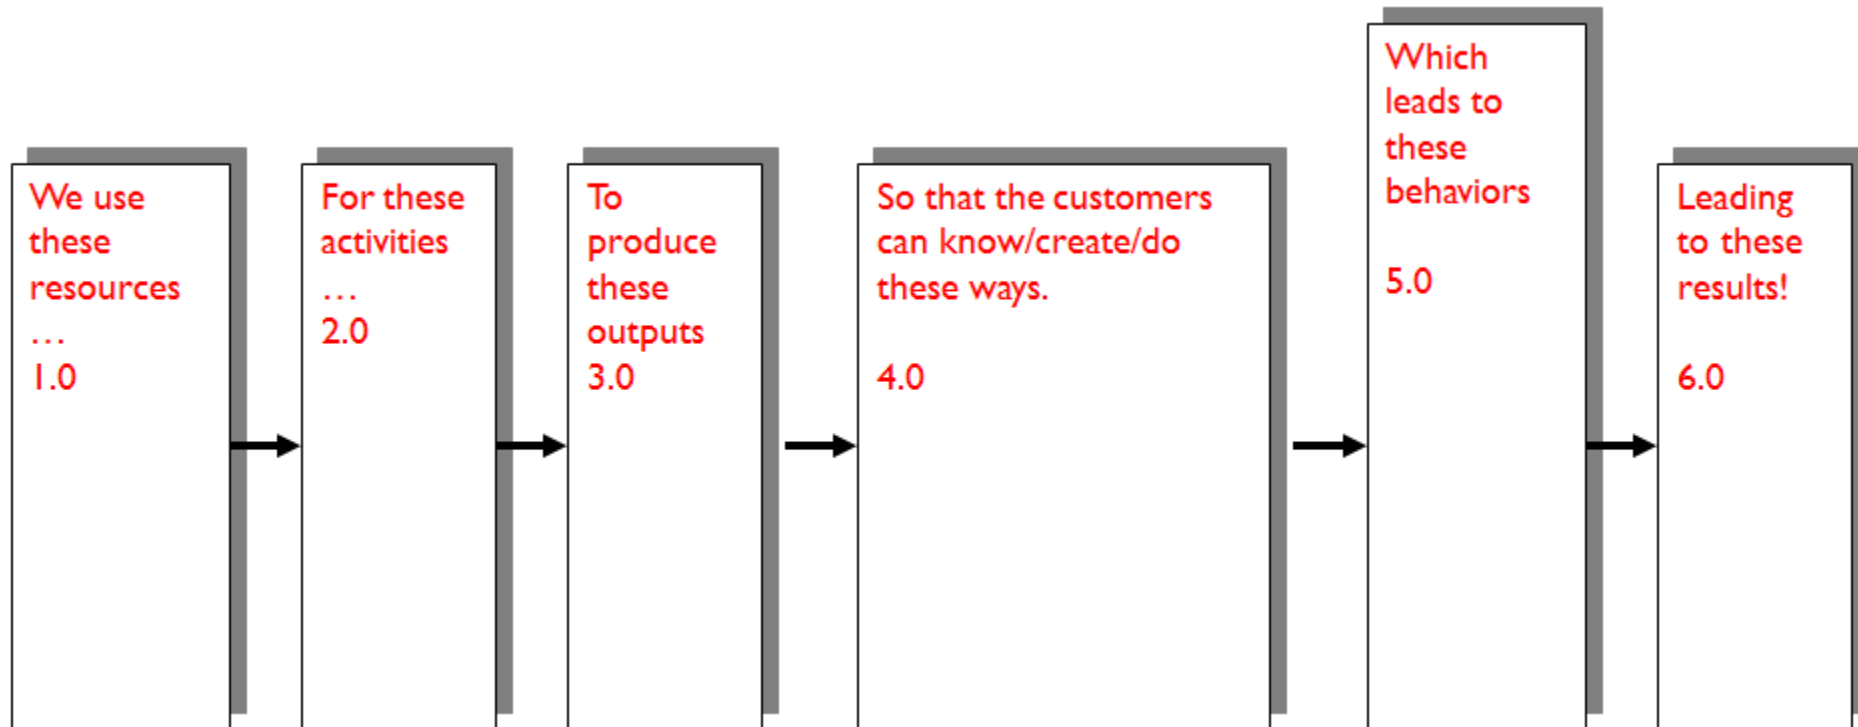 We use
these
resources
…
1.0
For these
activities
…
2.0
To
produce
these
outputs
3.0
So that the customers
can know/create/do
these ways.
4.0
Which
leads to
these
behaviors
5.0
Leading
to these
results!
6.0